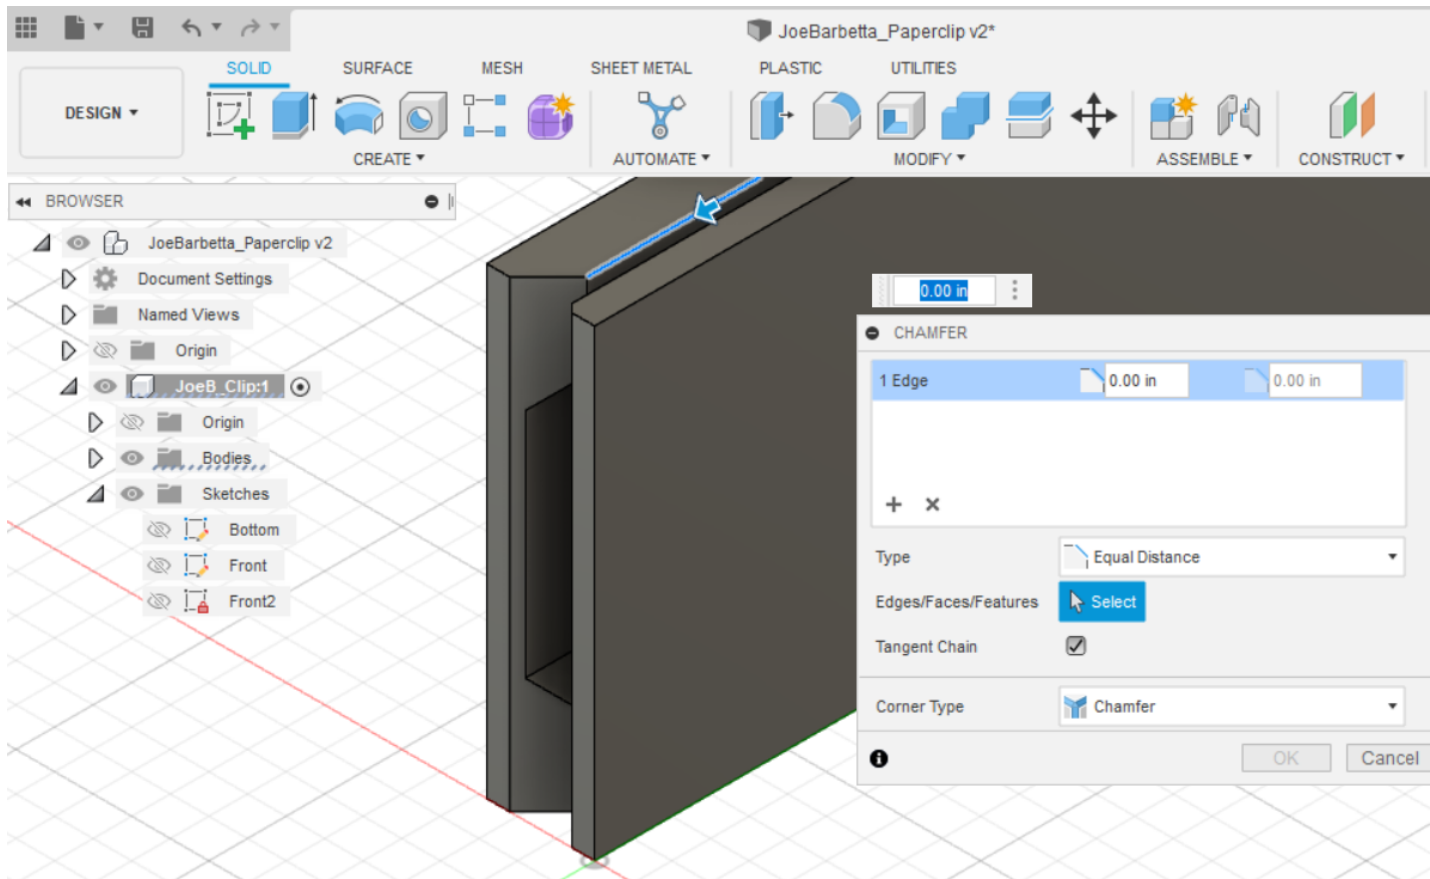 JoeBarbetta_Paperclip v2*
SOLID SURFACE MESH SHEET METAL PLASTIC UTILITIES
DESIGN
CREATE AUTOMATE MODIFY ASSEMBLE CONSTRUCT
BROWSER
JoeBarbetta_Paperclip v2
Document Settings
Named Views
Origin
JoeB_Clip:1
Origin
Bodies
Sketches
Bottom
Front
Front2
0.00 in
CHAMFER
1 Edge 0.00 in 0.00 in
Type Equal Distance
Edges/Faces/Features Select
Tangent Chain
Corner Type Chamfer
OK Cancel